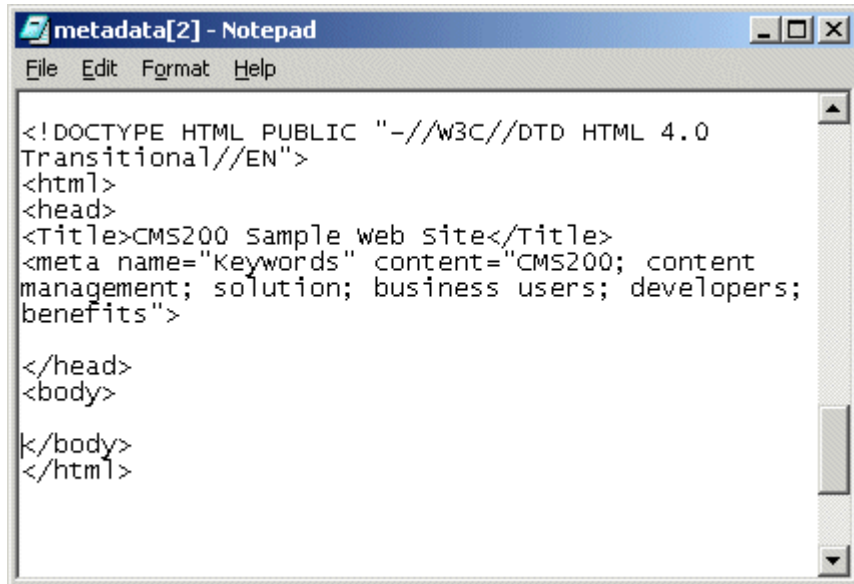 metadata[2] - Notepad
File Edit Format Help
<!DOCTYPE HTML PUBLIC "-//W3C//DTD HTML 4.0
Transitional//EN">
<html>
<head>
<Title>CMS200 Sample Web Site</Title>
<meta name="Keywords" content="CMS200; content
management; solution; business users; developers;
benefits">
</head>
<body>
</body>
</html>